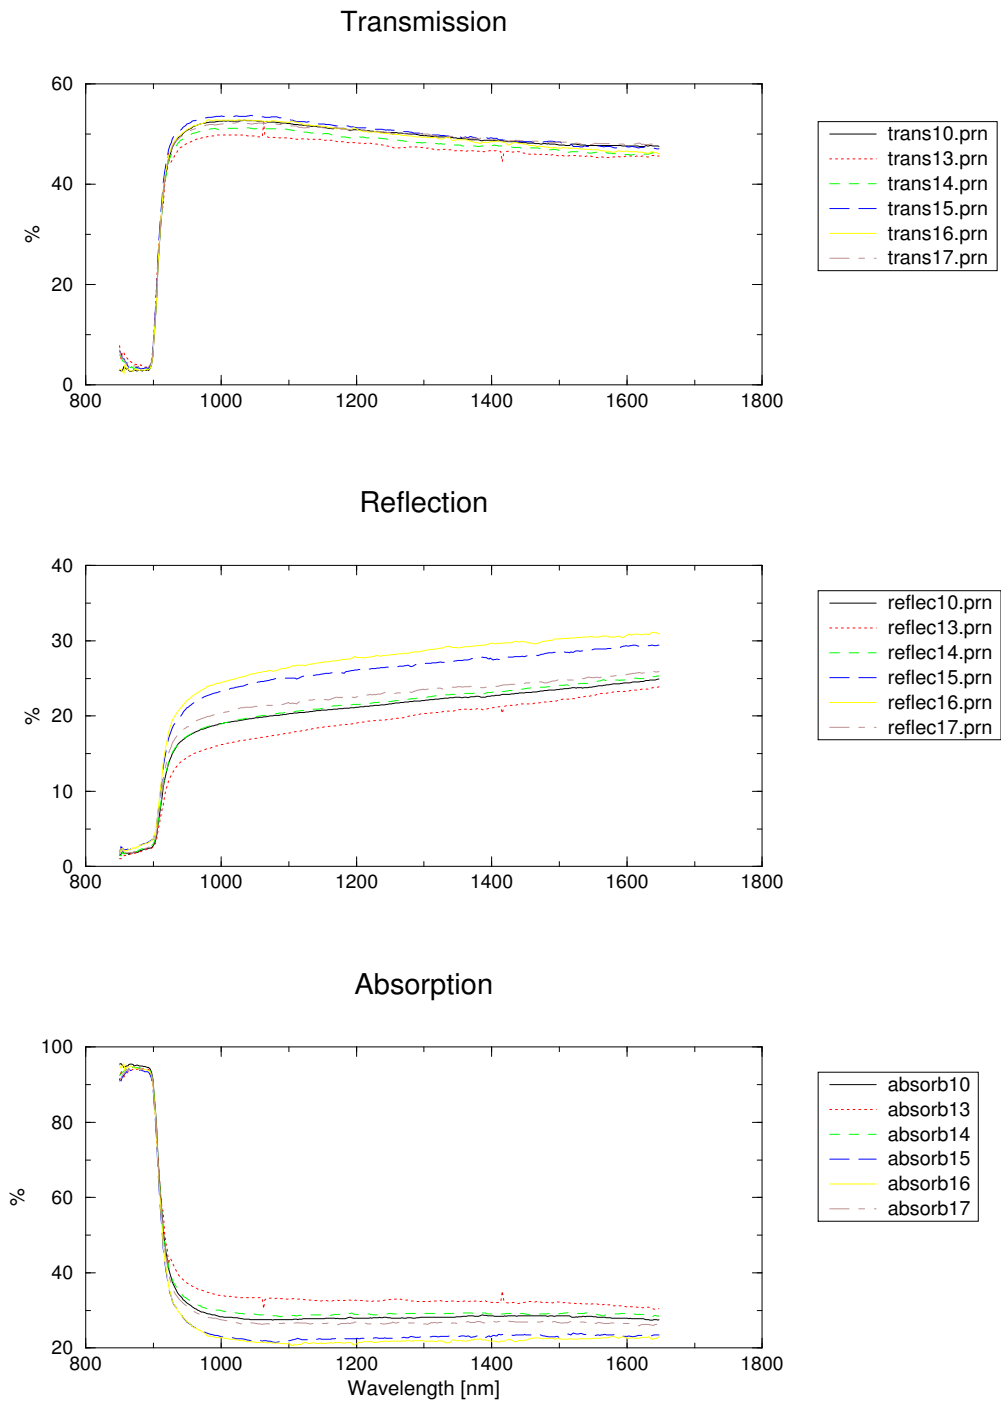 Transmission
60
40
20
0
%
800
1000
1200
1400
1600
1800
trans10.prn
trans13.prn
trans14.prn
trans15.prn
trans16.prn
trans17.prn
Reflection
40
30
20
10
0
%
800
1000
1200
1400
1600
1800
reflec10.prn
reflec13.prn
reflec14.prn
reflec15.prn
reflec16.prn
reflec17.prn
Absorption
100
80
60
40
20
%
800
1000
1200
1400
1600
1800
Wavelength [nm]
absorb10
absorb13
absorb14
absorb15
absorb16
absorb17